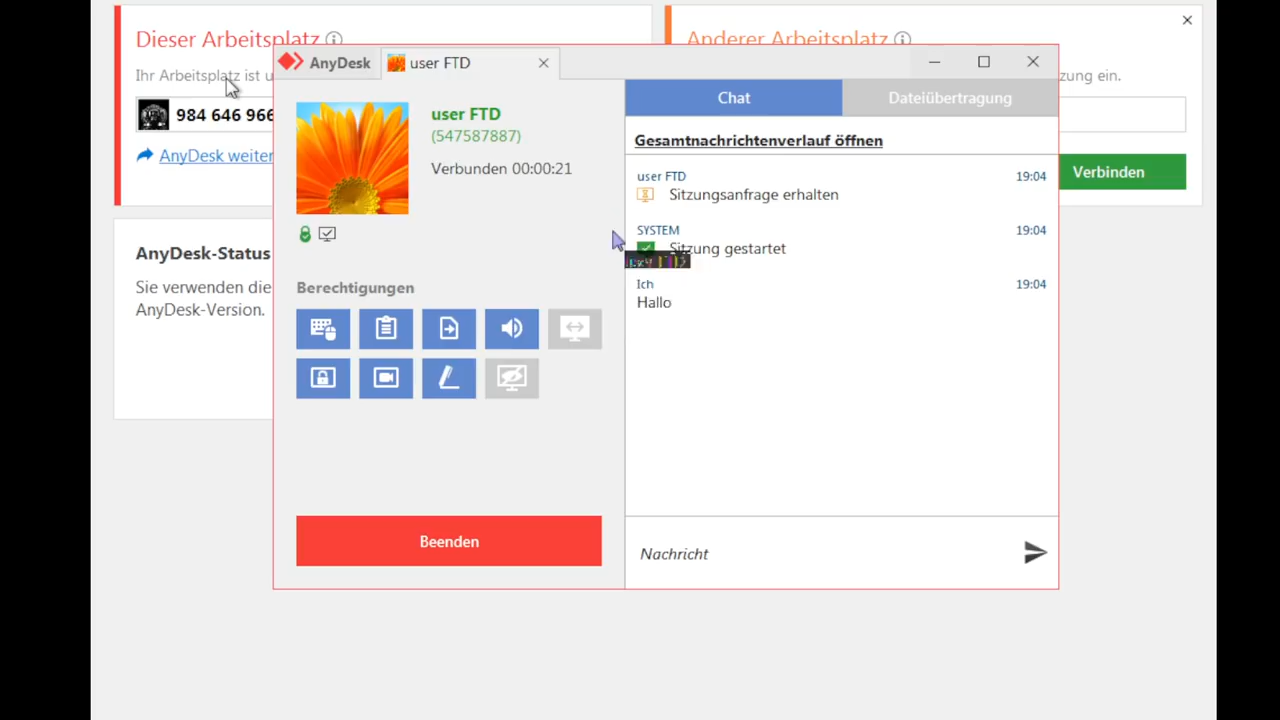 Dieser Arbeitsplatz
Anderer Arbeitsplatz
Ihr Arbeitsplatz ist
zung ein.
984 646 966
AnyDesk weiter
Verbinden
AnyDesk-Status
Sie verwenden die
AnyDesk-Version.
AnyDesk
user FTD
user FTD
(547587887)
Verbunden 00:00:21
Berechtigungen
Beenden
Chat
Dateiübertragung
Gesamtnachrichtenverlauf öffnen
user FTD 19:04
Sitzungsanfrage erhalten
SYSTEM 19:04
Sitzung gestartet
Ich 19:04
Hallo
Nachricht